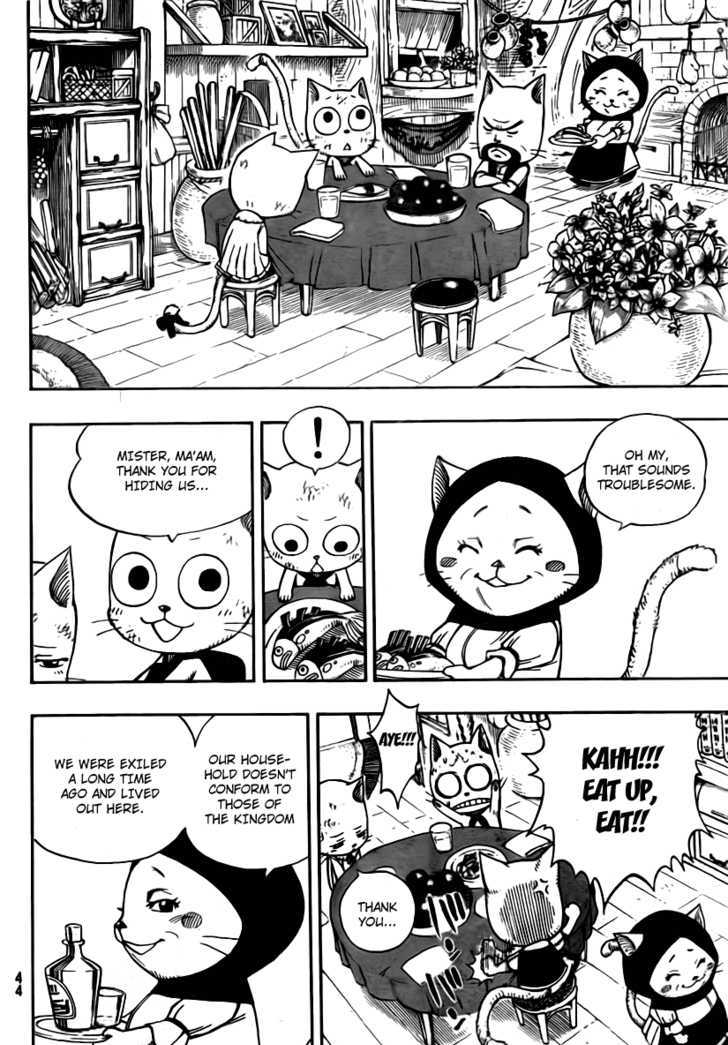 OH MY,
THAT SOUNDS
TROUBLESOME.
!
MISTER, MA'AM,
THANK YOU FOR
HIDING US...
KAHH!!!
EAT UP,
EAT!!
AYE!!!
THANK
YOU...
OUR HOUSE-
HOLD DOESN'T
CONFORM TO
THOSE OF
THE KINGDOM
WE WERE EXILED
A LONG TIME
AGO AND LIVED
OUT HERE.
44